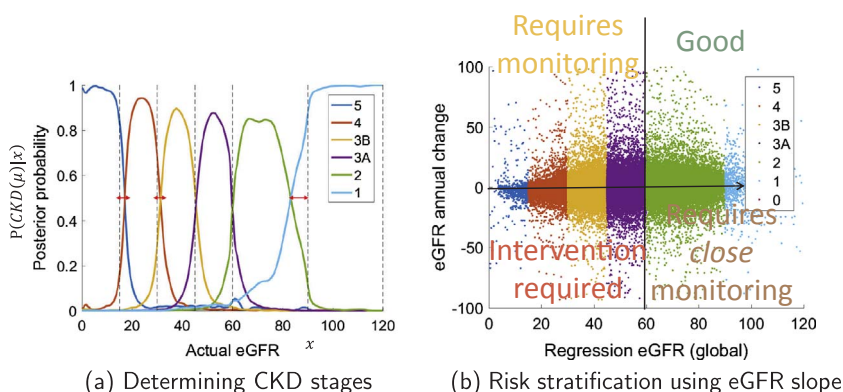 Requires
monitoring
Good
(b)
100
50
0
-50
-100
eGFR annual change
5
4
3B
3A
2
1
0
Intervention
required
Requires
close
monitoring
0 20 40 60 80 100 120
Regression eGFR (global)
(b) Risk stratification using eGFR slope
(a)
1
0.8
0.6
0.4
0.2
0
P(CKD(μ)|x)
Posterior probability
5
4
3B
3A
2
1
0 20 40 60 80 100 120
Actual eGFR x
(a) Determining CKD stages